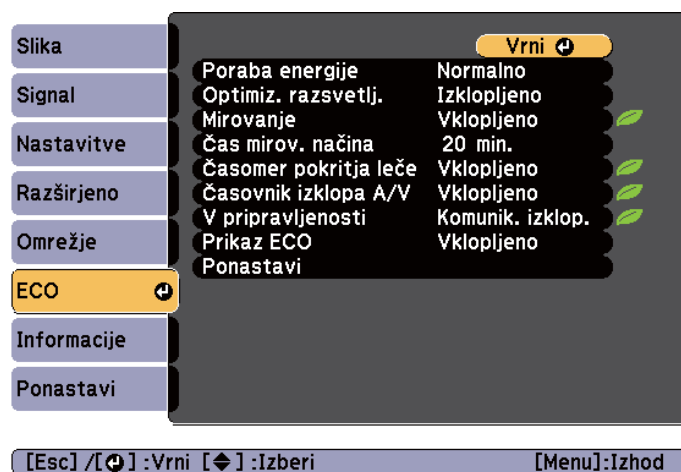 Slika
Signal
Nastavitve
Razširjeno
Omrežje
ECO
Informacije
Ponastavi
Vrni
Poraba energije Normalno
Optimiz. razsvetlj. Izklopljeno
Mirovanje Vklopljeno
Čas mirov. načina 20 min.
Časomer pokritja leče Vklopljeno
Časovnik izklopa A/V Vklopljeno
V pripravljenosti Komunik. izklop.
Prikaz ECO Vklopljeno
Ponastavi
[Esc] /[⏎] :Vrni [◆] :Izberi [Menu]:Izhod